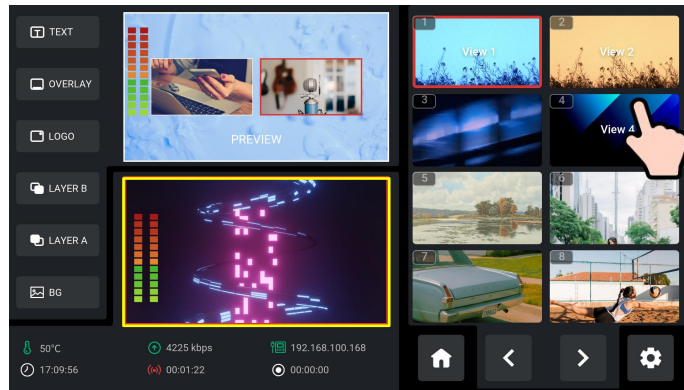 TEXT
OVERLAY
LOGO
LAYER B
LAYER A
BG
PREVIEW
50°C
4225 kbps
192.168.100.168
17:09:56
00:01:22
00:00:00
1
View 1
2
View 2
3
4
View 4
5
6
7
8